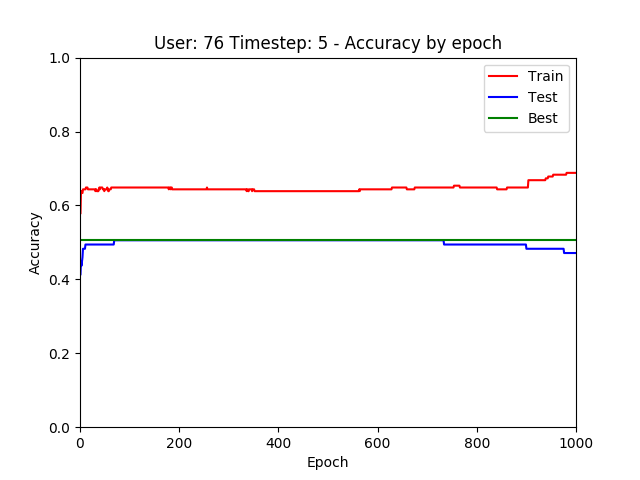 User: 76 Timestep: 5 - Accuracy by epoch
1.0
0.8
0.6
0.4
0.2
0.0
Accuracy
Train
Test
Best
0 200 400 600 800 1000
Epoch